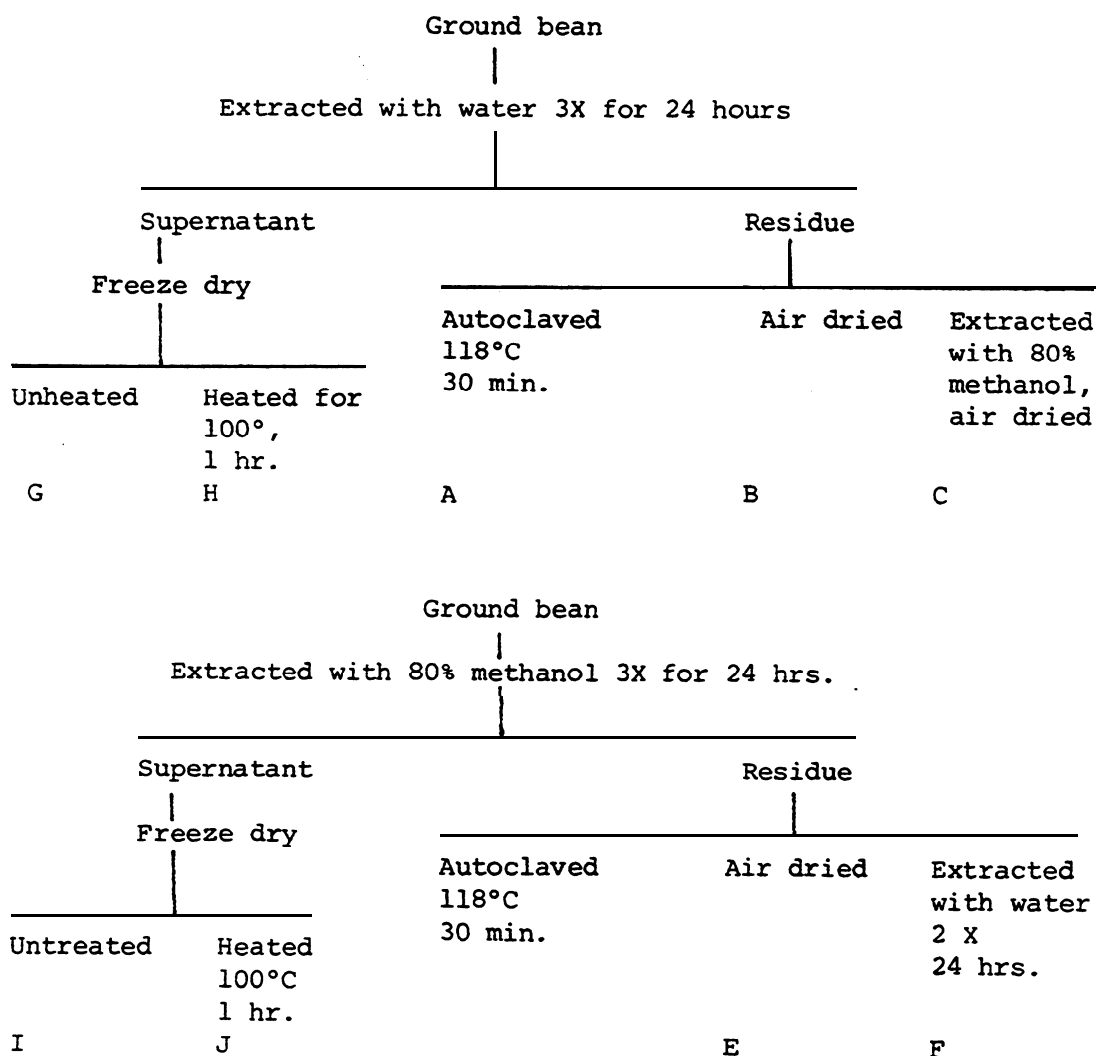 Ground bean
Extracted with water 3X for 24 hours
Supernatant Residue
Freeze dry
Autoclaved Air dried Extracted
118°C with 80%
30 min. methanol,
air dried
Unheated Heated for
100°,
1 hr.
G H A B C
Ground bean
Extracted with 80% methanol 3X for 24 hrs.
Supernatant Residue
Freeze dry
Autoclaved Air dried Extracted
118°C with water
30 min. 2 X
24 hrs.
Untreated Heated
100°C
1 hr.
I J E F